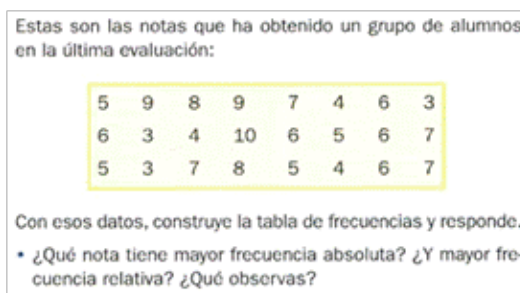 Estas son las notas que ha obtenido un grupo de alumnos
en la última evaluación:
5 9 8 9 7 4 6 3
6 3 4 10 6 5 6 7
5 3 7 8 5 4 6 7
Con esos datos, construye la tabla de frecuencias y responde.
• ¿Qué nota tiene mayor frecuencia absoluta? ¿Y mayor fre-
cuencia relativa? ¿Qué observas?